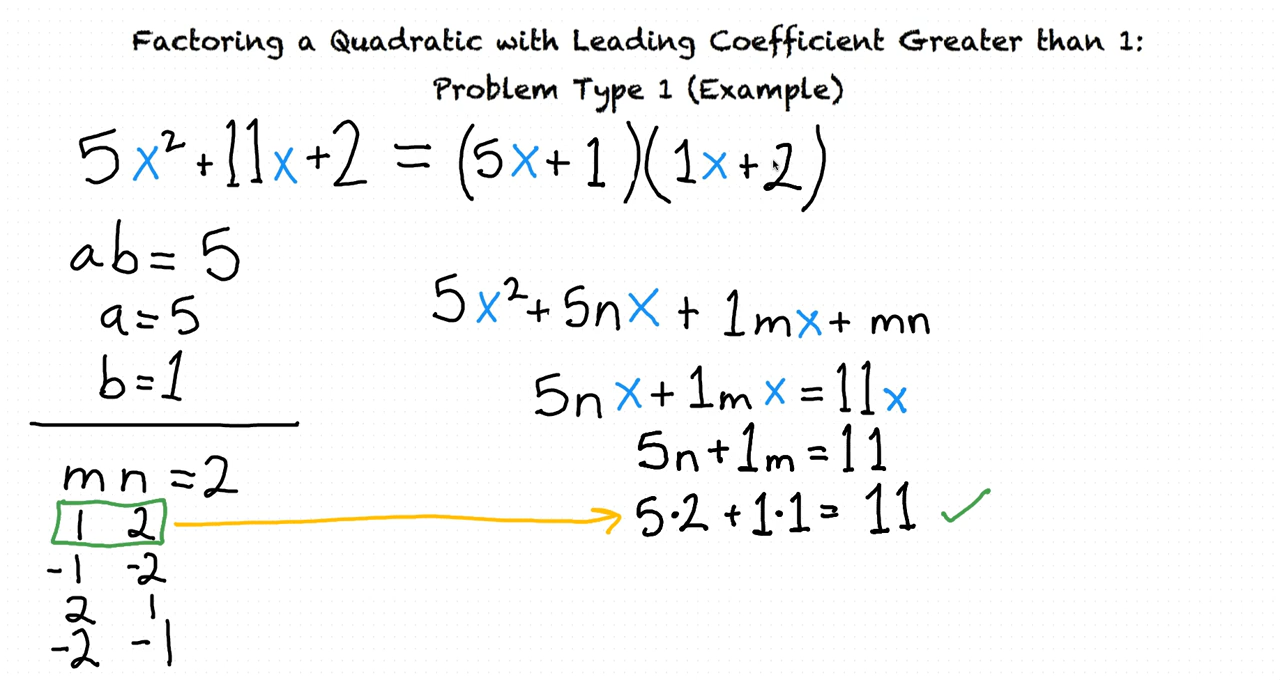 Factoring a Quadratic with Leading Coefficient Greater than 1:
Problem Type 1 (Example)
5x²+11x+2 = (5x+1)(1x+2)
ab=5
a=5
b=1
5x²+5nx+1mx+mn
5nx+1mx=11x
5n+1m=11
5·2+1·1=11 ✓
mn=2
1 2
-1 -2
2 1
-2 -1